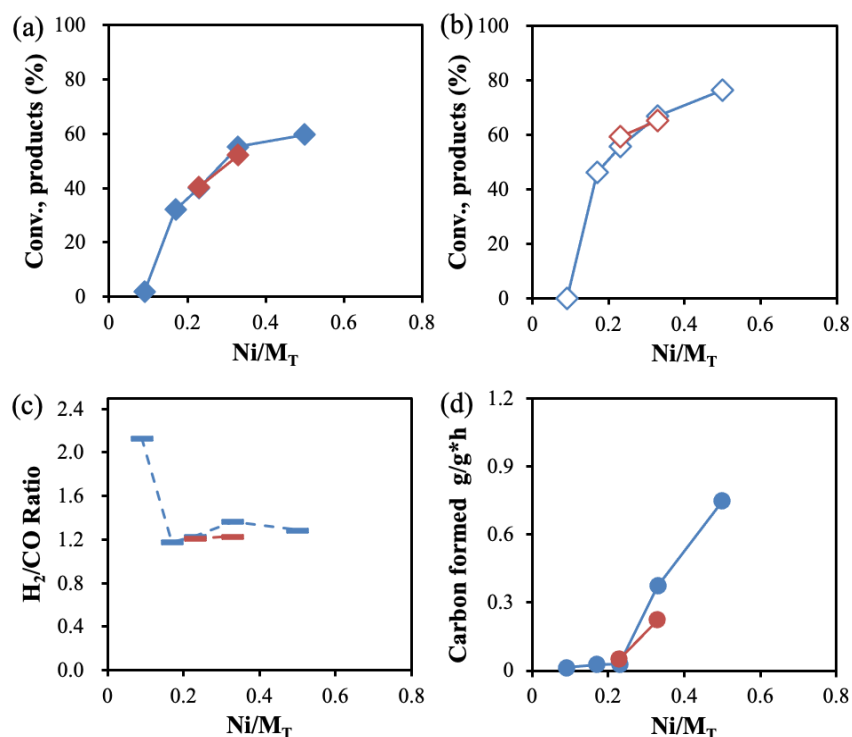 (a)
Conv., products (%)
100
80
60
40
20
0
0 0.2 0.4 0.6 0.8
Ni/M_T
(b)
Conv., products (%)
100
80
60
40
20
0
0 0.2 0.4 0.6 0.8
Ni/M_T
(c)
H₂/CO Ratio
2.4
2.0
1.6
1.2
0.8
0.4
0.0
0 0.2 0.4 0.6 0.8
Ni/M_T
(d)
Carbon formed g/g*h
1.2
0.9
0.6
0.3
0
0 0.2 0.4 0.6 0.8
Ni/M_T